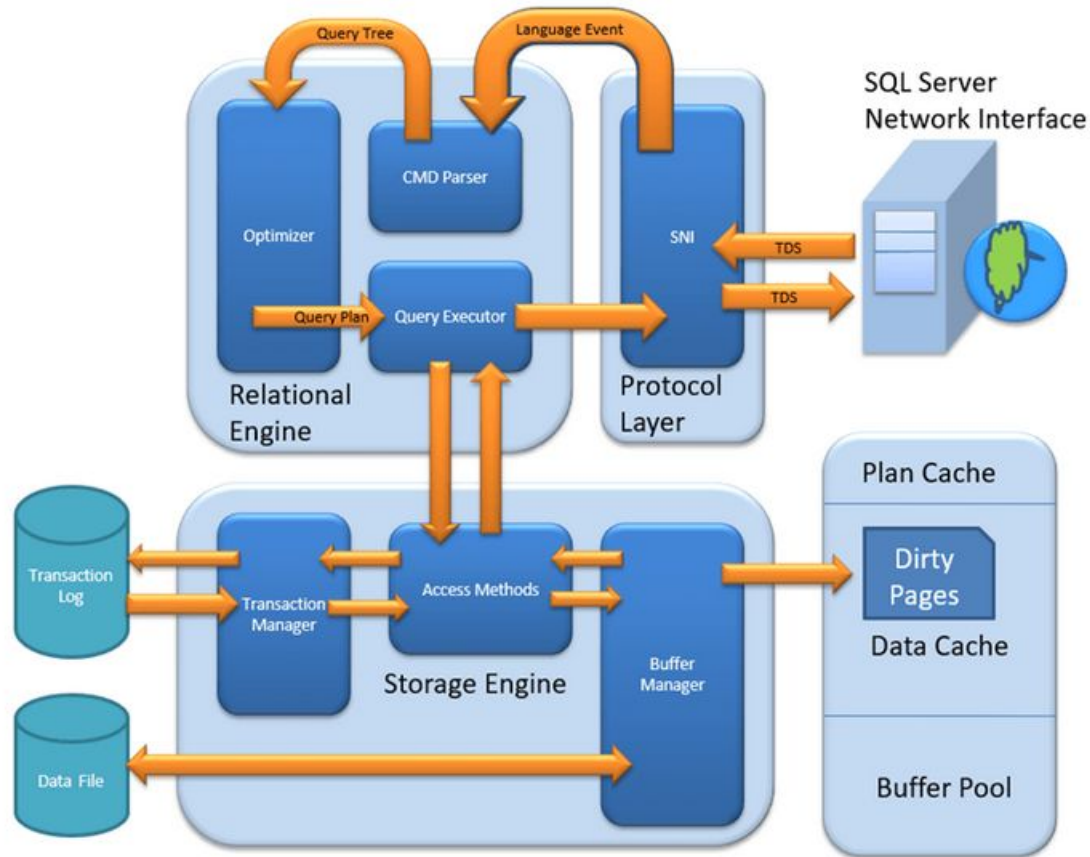 Query Tree
Language Event
SQL Server
Network Interface
CMD Parser
Optimizer
SNI
TDS
TDS
Query Plan
Query Executor
Relational
Engine
Protocol
Layer
Plan Cache
Dirty
Pages
Data Cache
Buffer Pool
Transaction
Log
Transaction
Manager
Access Methods
Storage Engine
Buffer
Manager
Data File